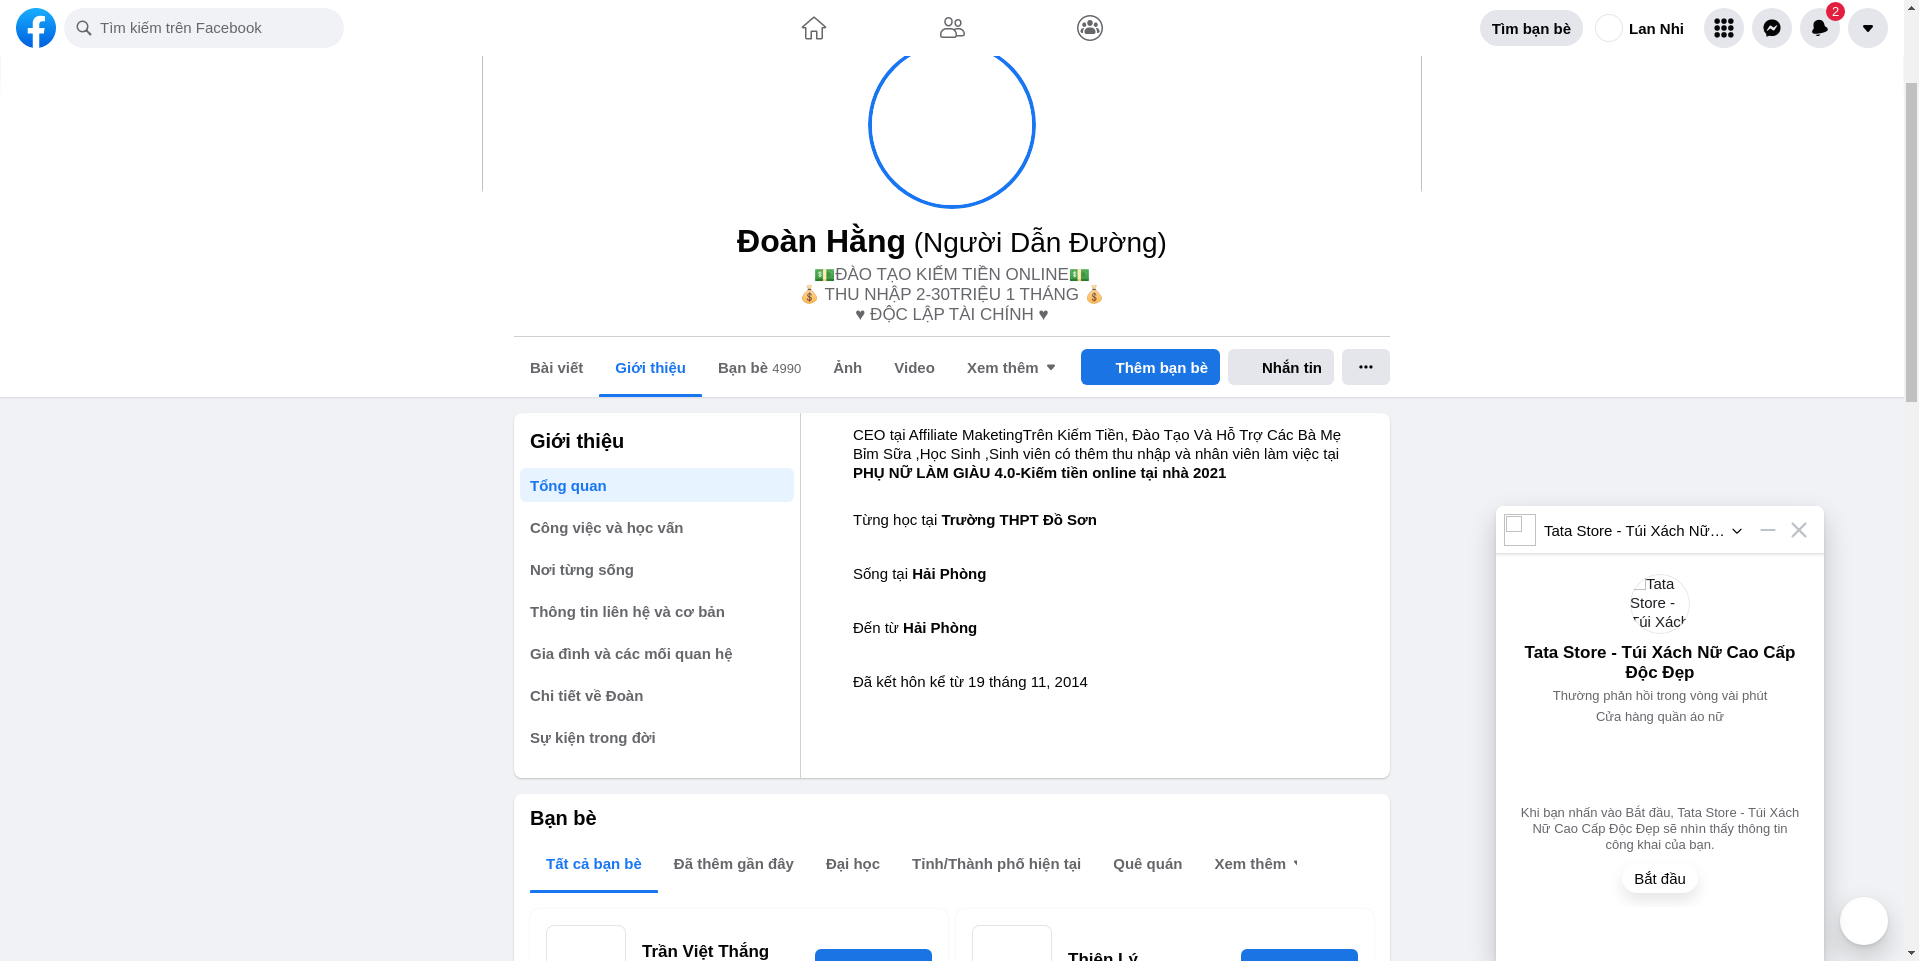 Tìm kiếm trên Facebook
Tìm bạn bè
Lan Nhi
2
Đoàn Hằng (Người Dẫn Đường)
💵ĐÀO TẠO KIẾM TIỀN ONLINE💵
💰 THU NHẬP 2-30TRIỆU 1 THÁNG 💰
♥ ĐỘC LẬP TÀI CHÍNH ♥
Bài viết
Giới thiệu
Bạn bè 4990
Ảnh
Video
Xem thêm
Thêm bạn bè
Nhắn tin
Giới thiệu
Tổng quan
Công việc và học vấn
Nơi từng sống
Thông tin liên hệ và cơ bản
Gia đình và các mối quan hệ
Chi tiết về Đoàn
Sự kiện trong đời
CEO tại Affiliate MaketingTrên Kiếm Tiền, Đào Tạo Và Hỗ Trợ Các Bà Mẹ
Bỉm Sữa ,Học Sinh ,Sinh viên có thêm thu nhập và nhân viên làm việc tại
PHỤ NỮ LÀM GIÀU 4.0-Kiếm tiền online tại nhà 2021
Từng học tại Trường THPT Đồ Sơn
Sống tại Hải Phòng
Đến từ Hải Phòng
Đã kết hôn kể từ 19 tháng 11, 2014
Bạn bè
Tất cả bạn bè
Đã thêm gần đây
Đại học
Tỉnh/Thành phố hiện tại
Quê quán
Xem thêm
Trần Việt Thắng
Thiên Lý
Tata Store - Túi Xách Nữ…
Tata
Store -
Túi Xách
Tata Store - Túi Xách Nữ Cao Cấp
Độc Đẹp
Thường phản hồi trong vòng vài phút
Cửa hàng quần áo nữ
Khi bạn nhấn vào Bắt đầu, Tata Store - Túi Xách
Nữ Cao Cấp Độc Đẹp sẽ nhìn thấy thông tin
công khai của bạn.
Bắt đầu